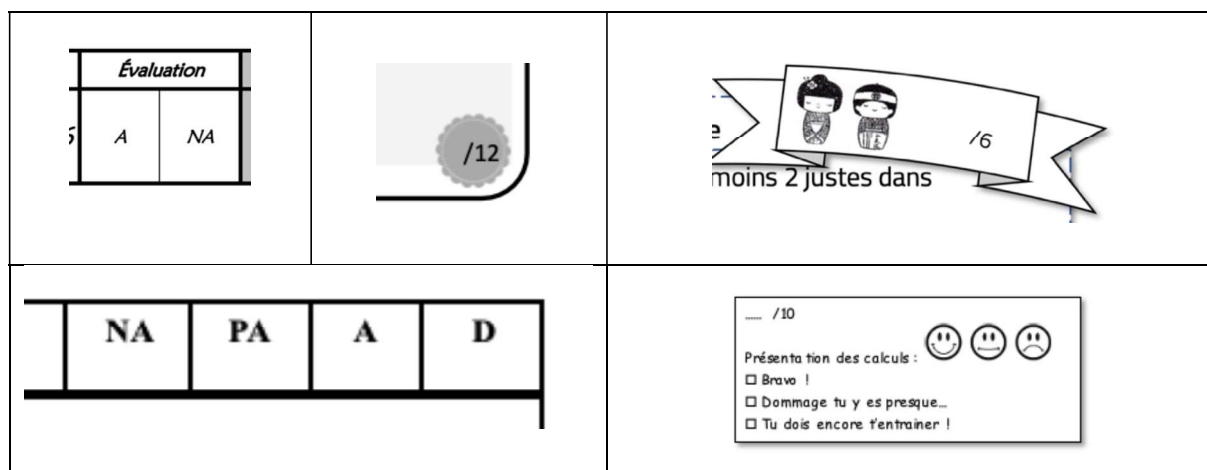 Évaluation
A NA
/12
e
/6
moins 2 justes dans
NA PA A D
...... /10
Présentation des calculs :
□ Bravo !
□ Dommage tu y es presque...
□ Tu dois encore t'entrainer !